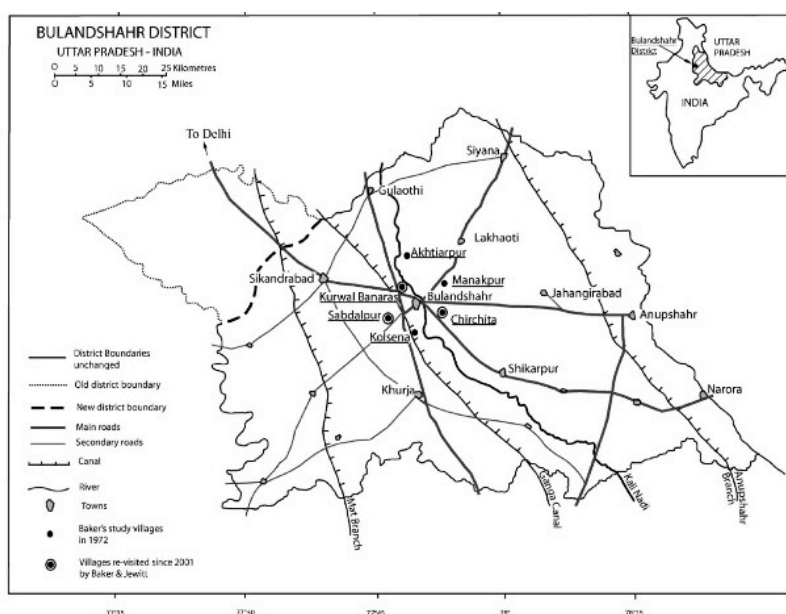 BULANDSHAHR DISTRICT
UTTAR PRADESH - INDIA
0 5 10 15 20 25 Kilometres
0 5 10 15 Miles
Bulandshahr
District
UTTAR
PRADESH
INDIA
To Delhi
Siyana
Gulaothi
Lakhaoti
Akhtiarpur
Sikandrabad
Manakpur
Kurwal Banaras
Bulandshahr
Jahangirabad
Sabdalpur
Chirchita
Anupshahr
Kolsena
Shikarpur
Khurja
Narora
Mat Branch
Ganga Canal
Kali Nadi
Anupshahr
Branch
District Boundaries
unchanged
Old district boundary
New district boundary
Main roads
Secondary roads
Canal
River
Towns
Baker's study villages
in 1972
Villages re-visited since 2001
by Baker & Jewitt